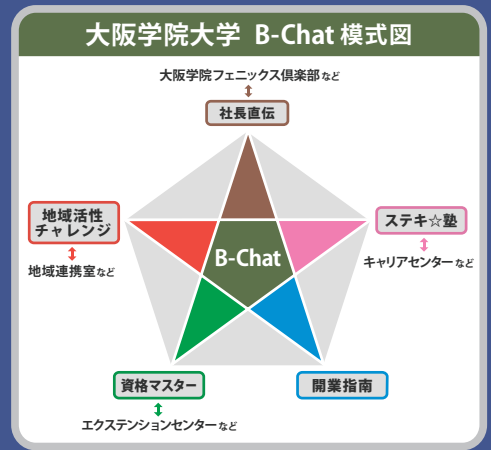 大阪学院大学 B-Chat 模式図
大阪学院フェニックス倶楽部など
社長直伝
地域活性
チャレンジ
地域連携室など
ステキ☆塾
キャリアセンターなど
B-Chat
資格マスター
エクステンションセンターなど
開業指南